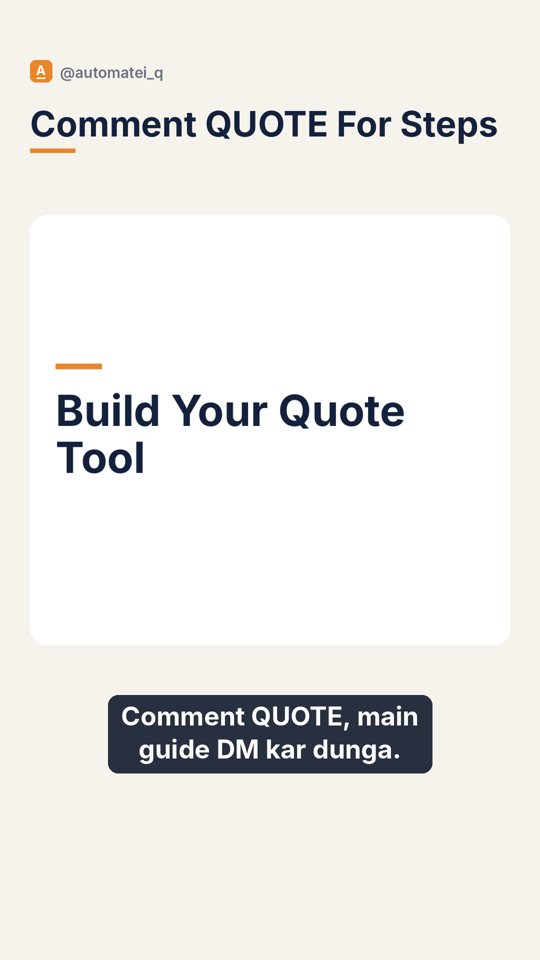 A
@automatei_q
Comment QUOTE For Steps
Build Your Quote
Tool
Comment QUOTE, main
guide DM kar dunga.